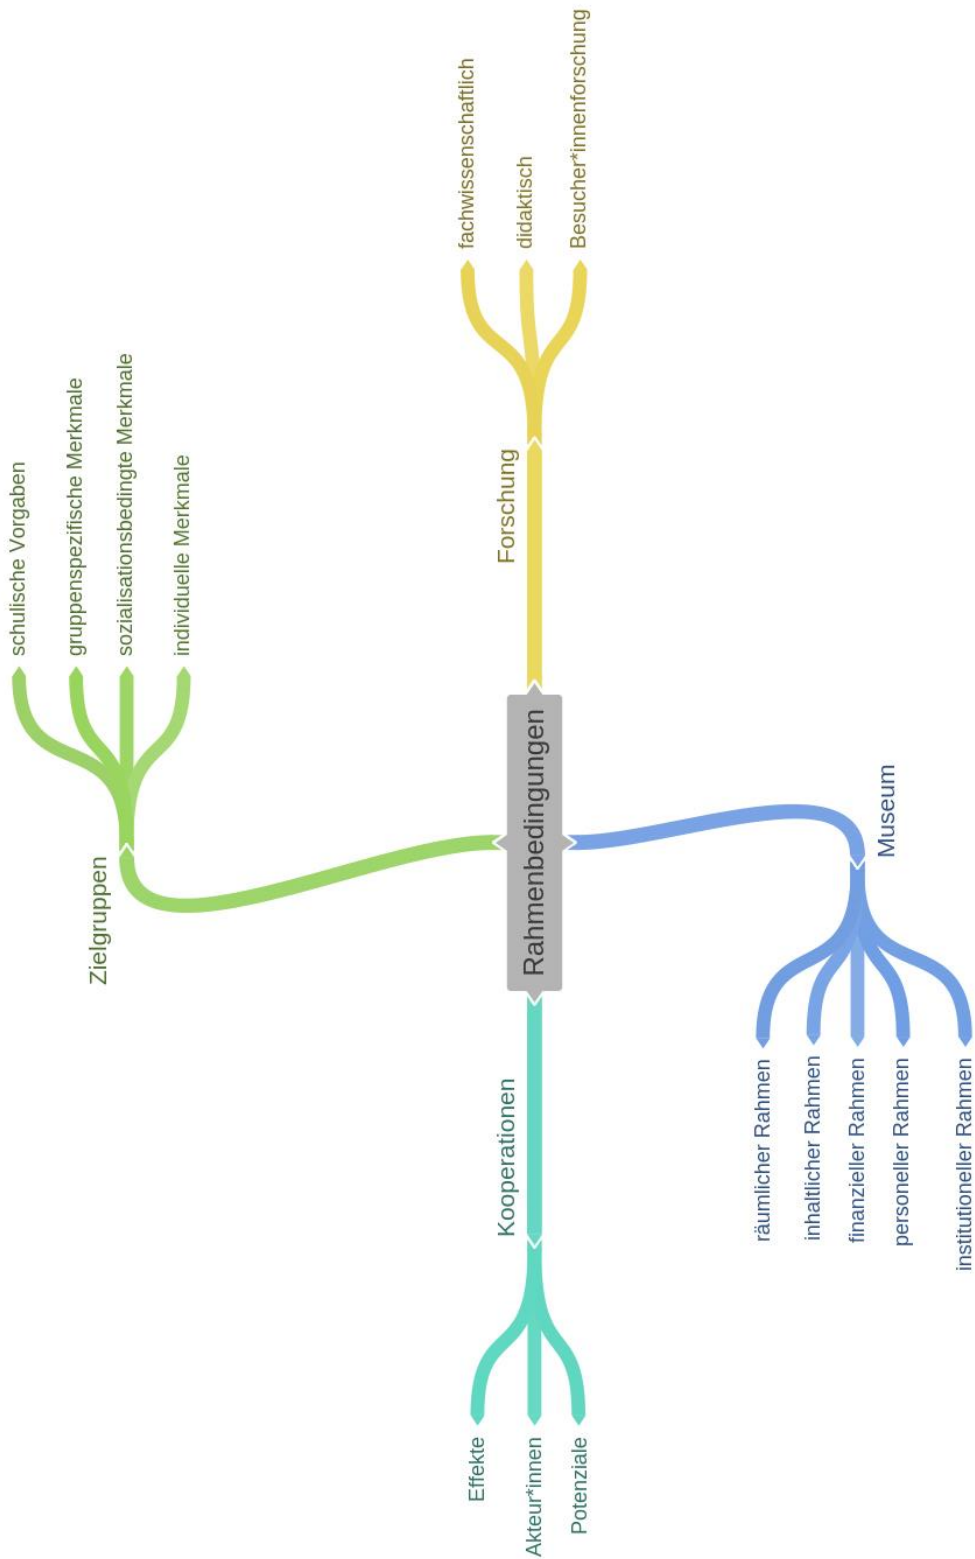 Rahmenbedingungen
Zielgruppen
schulische Vorgaben
gruppenspezifische Merkmale
sozialisationsbedingte Merkmale
individuelle Merkmale
Forschung
fachwissenschaftlich
didaktisch
Besucher*innenforschung
Kooperationen
Effekte
Akteur*innen
Potenziale
Museum
räumlicher Rahmen
inhaltlicher Rahmen
finanzieller Rahmen
personeller Rahmen
institutioneller Rahmen